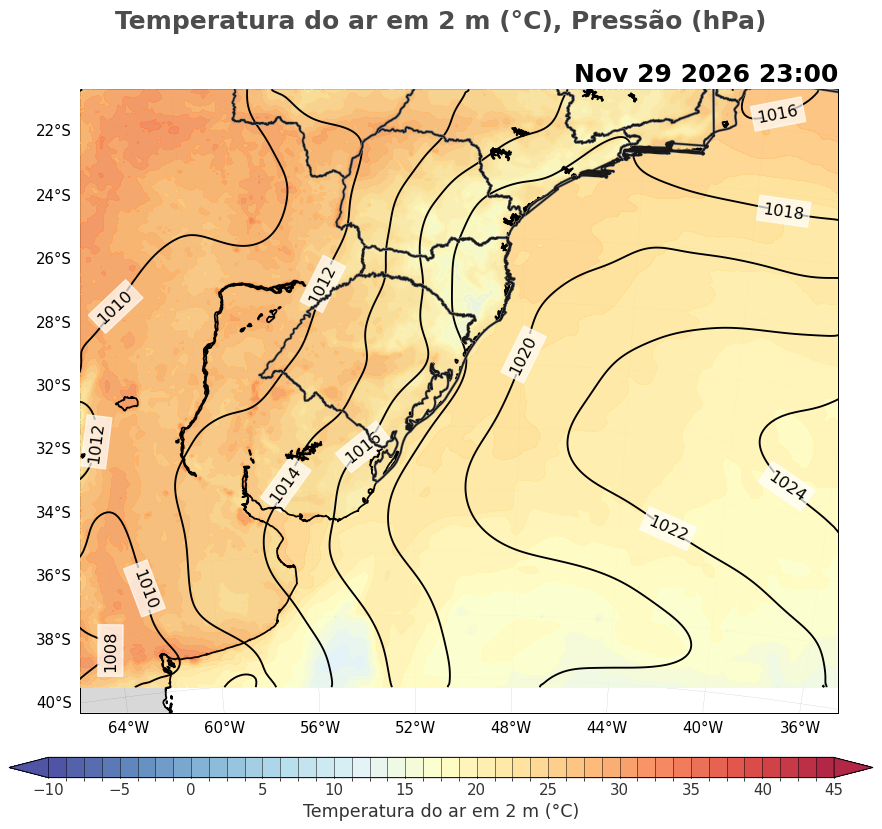 Temperatura do ar em 2 m (°C), Pressão (hPa)
Nov 29 2026 23:00
1016
22°S
24°S
1018
26°S
1012
1010
28°S
1020
30°S
1012
1016
32°S
1014
1024
34°S
1022
36°S
1010
38°S
1008
40°S
64°W 60°W 56°W 52°W 48°W 44°W 40°W 36°W
−10 −5 0 5 10 15 20 25 30 35 40 45
Temperatura do ar em 2 m (°C)